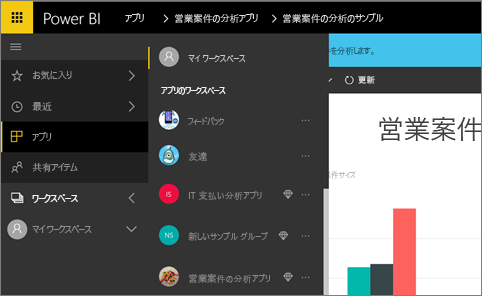 Power BI アプリ > 営業案件の分析アプリ > 営業案件の分析のサンプル
お気に入り
最近
アプリ
共有アイテム
ワークスペース
マイワークスペース
マイ ワークスペース
アプリのワークスペース
フィードバック
友達
IS IT 支払い分析アプリ
NS 新しいサンプル グループ
営業案件の分析アプリ
を分析します。
更新
営業案件
件サイズ